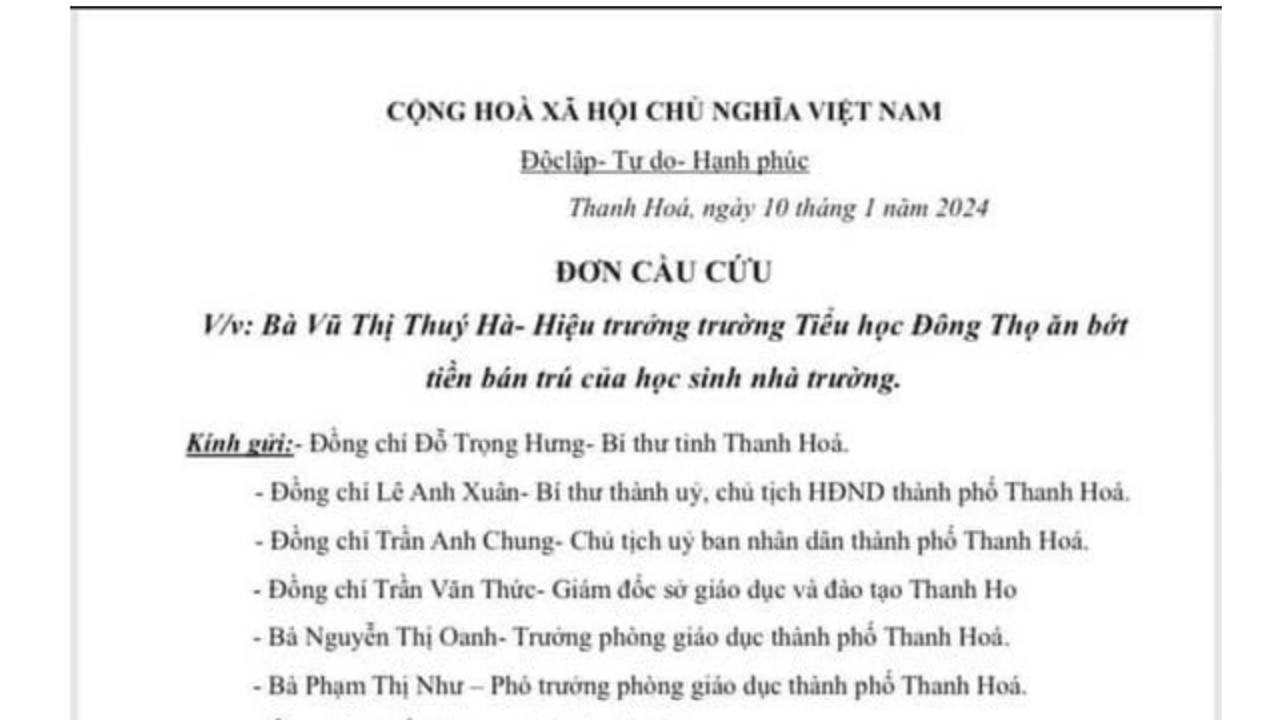 CỘNG HOÀ XÃ HỘI CHỦ NGHĨA VIỆT NAM
Độclập- Tự do- Hạnh phúc
Thanh Hoá, ngày 10 tháng 1 năm 2024
ĐƠN CẦU CỨU
V/v: Bà Vũ Thị Thuý Hà- Hiệu trưởng trường Tiểu học Đông Thọ ăn bớt
tiền bán trú của học sinh nhà trường.
Kính gửi:- Đồng chí Đỗ Trọng Hưng- Bí thư tỉnh Thanh Hoá.
- Đồng chí Lê Anh Xuân- Bí thư thành uỷ, chủ tịch HĐND thành phố Thanh Hoá.
- Đồng chí Trần Anh Chung- Chủ tịch uỷ ban nhân dân thành phố Thanh Hoá.
- Đồng chí Trần Văn Thức- Giám đốc sở giáo dục và đào tạo Thanh Ho
- Bà Nguyễn Thị Oanh- Trưởng phòng giáo dục thành phố Thanh Hoá.
- Bà Phạm Thị Như – Phó trưởng phòng giáo dục thành phố Thanh Hoá.